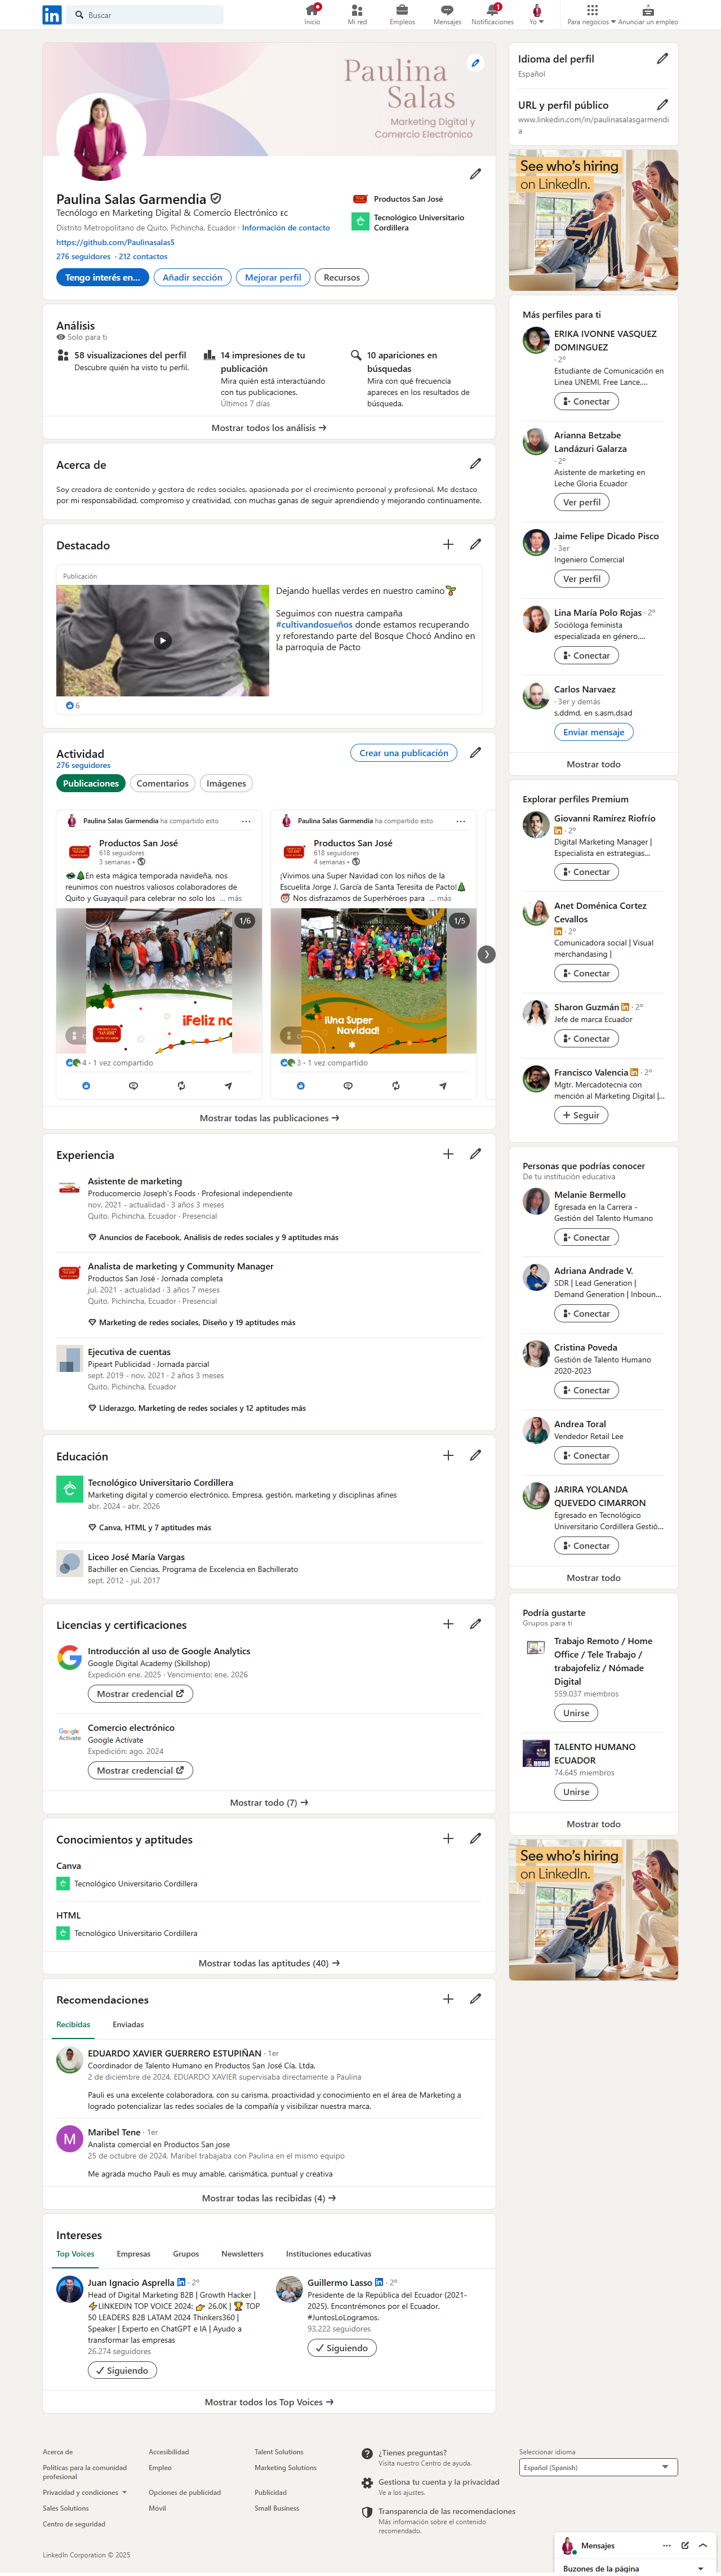 Buscar
Inicio
Mi red
Empleos
Mensajes
1
Notificaciones
Yo
Para negocios
Anunciar un empleo
Paulina
Salas
Marketing Digital y
Comercio Electrónico
Paulina Salas Garmendia
Tecnólogo en Marketing Digital & Comercio Electrónico EC
Distrito Metropolitano de Quito, Pichincha, Ecuador · Información de contacto
https://github.com/Paulinasalas5
276 seguidores · 212 contactos
Productos San José
Tecnológico Universitario
Cordillera
Tengo interés en...
Añadir sección
Mejorar perfil
Recursos
Análisis
Solo para ti
58 visualizaciones del perfil
Descubre quién ha visto tu perfil.
14 impresiones de tu
publicación
Mira quién está interactuando
con tus publicaciones.
Últimos 7 días
10 apariciones en
búsquedas
Mira con qué frecuencia
apareces en los resultados de
búsqueda.
Mostrar todos los análisis →
Acerca de
Soy creadora de contenido y gestora de redes sociales, apasionada por el crecimiento personal y profesional. Me destaco
por mi responsabilidad, compromiso y creatividad, con muchas ganas de seguir aprendiendo y mejorando continuamente.
Destacado
Publicación
Dejando huellas verdes en nuestro camino🌱
Seguimos con nuestra campaña
#cultivandosueños donde estamos recuperando
y reforestando parte del Bosque Chocó Andino en
la parroquia de Pacto
6
Actividad
276 seguidores
Crear una publicación
Publicaciones
Comentarios
Imágenes
Paulina Salas Garmendia ha compartido esto
Productos San José
618 seguidores
3 semanas •
🎄En esta mágica temporada navideña, nos
reunimos con nuestros valiosos colaboradores de
Quito y Guayaquil para celebrar no solo los ... más
1/6
¡Feliz na
4 · 1 vez compartido
Paulina Salas Garmendia ha compartido esto
Productos San José
618 seguidores
4 semanas •
¡Vivimos una Super Navidad con los niños de la
Escuelita Jorge J. García de Santa Teresita de Pacto!🎄
🎅 Nos disfrazamos de Superhéroes para ... más
1/5
¡Una Super
Navidad!
3 · 1 vez compartido
Mostrar todas las publicaciones →
Experiencia
Asistente de marketing
Producomercio Joseph's Foods · Profesional independiente
nov. 2021 - actualidad · 3 años 3 meses
Quito, Pichincha, Ecuador · Presencial
Anuncios de Facebook, Análisis de redes sociales y 9 aptitudes más
Analista de marketing y Community Manager
Productos San José · Jornada completa
jul. 2021 - actualidad · 3 años 7 meses
Quito, Pichincha, Ecuador · Presencial
Marketing de redes sociales, Diseño y 19 aptitudes más
Ejecutiva de cuentas
Pipeart Publicidad · Jornada parcial
sept. 2019 - nov. 2021 · 2 años 3 meses
Quito, Pichincha, Ecuador
Liderazgo, Marketing de redes sociales y 12 aptitudes más
Educación
Tecnológico Universitario Cordillera
Marketing digital y comercio electrónico, Empresa, gestión, marketing y disciplinas afines
abr. 2024 - abr. 2026
Canva, HTML y 7 aptitudes más
Liceo José María Vargas
Bachiller en Ciencias, Programa de Excelencia en Bachillerato
sept. 2012 - jul. 2017
Licencias y certificaciones
Introducción al uso de Google Analytics
Google Digital Academy (Skillshop)
Expedición ene. 2025 · Vencimiento: ene. 2026
Mostrar credencial
Google
Actívate
Comercio electrónico
Google Actívate
Expedición: ago. 2024
Mostrar credencial
Mostrar todo (7) →
Conocimientos y aptitudes
Canva
Tecnológico Universitario Cordillera
HTML
Tecnológico Universitario Cordillera
Mostrar todas las aptitudes (40) →
Recomendaciones
Recibidas
Enviadas
EDUARDO XAVIER GUERRERO ESTUPIÑAN · 1er
Coordinador de Talento Humano en Productos San José Cía. Ltda.
2 de diciembre de 2024, EDUARDO XAVIER supervisaba directamente a Paulina
Pauli es una excelente colaboradora, con su carisma, proactividad y conocimiento en el área de Marketing a
logrado potencializar las redes sociales de la compañía y visibilizar nuestra marca.
M
Maribel Tene · 1er
Analista comercial en Productos San jose
25 de octubre de 2024, Maribel trabajaba con Paulina en el mismo equipo
Me agrada mucho Pauli es muy amable, carismática, puntual y creativa
Mostrar todas las recibidas (4) →
Intereses
Top Voices
Empresas
Grupos
Newsletters
Instituciones educativas
Juan Ignacio Asprella · 2º
Head of Digital Marketing B2B | Growth Hacker |
⚡LINKEDIN TOP VOICE 2024: 👉 26.0K | 🏆 TOP
50 LEADERS B2B LATAM 2024 Thinkers360 |
Speaker | Experto en ChatGPT e IA | Ayudo a
transformar las empresas
26.274 seguidores
✓ Siguiendo
Guillermo Lasso · 2º
Presidente de la República del Ecuador (2021-
2025). Encontrémonos por el Ecuador.
#JuntosLoLogramos.
93.222 seguidores
✓ Siguiendo
Mostrar todos los Top Voices →
Idioma del perfil
Español
URL y perfil público
www.linkedin.com/in/paulinasalasgarmendi
a
See who's hiring
on LinkedIn.
Más perfiles para ti
ERIKA IVONNE VASQUEZ
DOMINGUEZ
· 2º
Estudiante de Comunicación en
Linea UNEMI, Free Lance,...
Conectar
Arianna Betzabe
Landázuri Galarza
· 2º
Asistente de marketing en
Leche Gloria Ecuador
Ver perfil
Jaime Felipe Dicado Pisco
· 3er
Ingeniero Comercial
Ver perfil
Lina María Polo Rojas · 2º
Socióloga feminista
especializada en género,...
Conectar
Carlos Narvaez
· 3er y demás
s,ddmd, en s,asm,dsad
Enviar mensaje
Mostrar todo
Explorar perfiles Premium
Giovanni Ramírez Riofrío
· 2º
Digital Marketing Manager |
Especialista en estrategias...
Conectar
Anet Doménica Cortez
Cevallos
· 2º
Comunicadora social | Visual
merchandasing |
Conectar
Sharon Guzmán · 2º
Jefe de marca Ecuador
Conectar
Francisco Valencia · 2º
Mgtr. Mercadotecnia con
mención al Marketing Digital |...
+ Seguir
Personas que podrías conocer
De tu institución educativa
Melanie Bermello
Egresada en la Carrera -
Gestión del Talento Humano
Conectar
Adriana Andrade V.
SDR | Lead Generation |
Demand Generation | Inboun...
Conectar
Cristina Poveda
Gestión de Talento Humano
2020-2023
Conectar
Andrea Toral
Vendedor Retail Lee
Conectar
JARIRA YOLANDA
QUEVEDO CIMARRON
Egresado en Tecnológico
Universitario Cordillera Gestió...
Conectar
Mostrar todo
Podría gustarte
Grupos para ti
Trabajo Remoto / Home
Office / Tele Trabajo /
trabajofeliz / Nómade
Digital
559.037 miembros
Unirse
TALENTO HUMANO
ECUADOR
74.645 miembros
Unirse
Mostrar todo
See who's hiring
on LinkedIn.
Acerca de
Accesibilidad
Talent Solutions
Políticas para la comunidad
profesional
Empleo
Marketing Solutions
Privacidad y condiciones
Opciones de publicidad
Publicidad
Sales Solutions
Móvil
Small Business
Centro de seguridad
¿Tienes preguntas?
Visita nuestro Centro de ayuda.
Gestiona tu cuenta y la privacidad
Ve a los ajustes.
Transparencia de las recomendaciones
Más información sobre el contenido
recomendado.
Seleccionar idioma
Español (Spanish)
LinkedIn Corporation © 2025
Mensajes
Buzones de la página